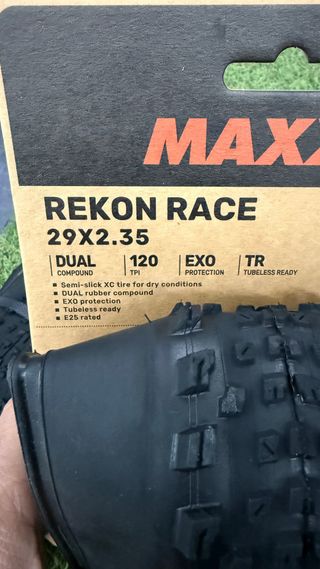 MAXX
REKON RACE
29X2.35
DUAL COMPOUND
120 TPI
EXO PROTECTION
TR TUBELESS READY
▪ Semi-slick XC tire for dry conditions
▪ DUAL rubber compound
▪ EXO protection
▪ Tubeless ready
▪ E25 rated